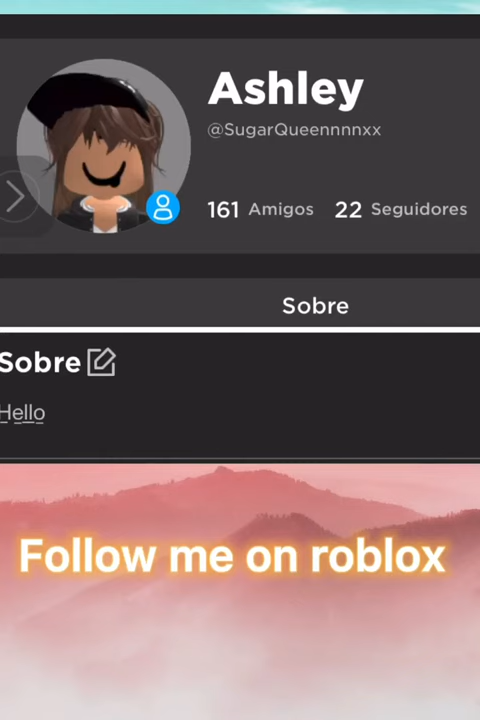 Ashley
@SugarQueennnnxx
161 Amigos 22 Seguidores
Sobre
Sobre
Hello
Follow me on roblox